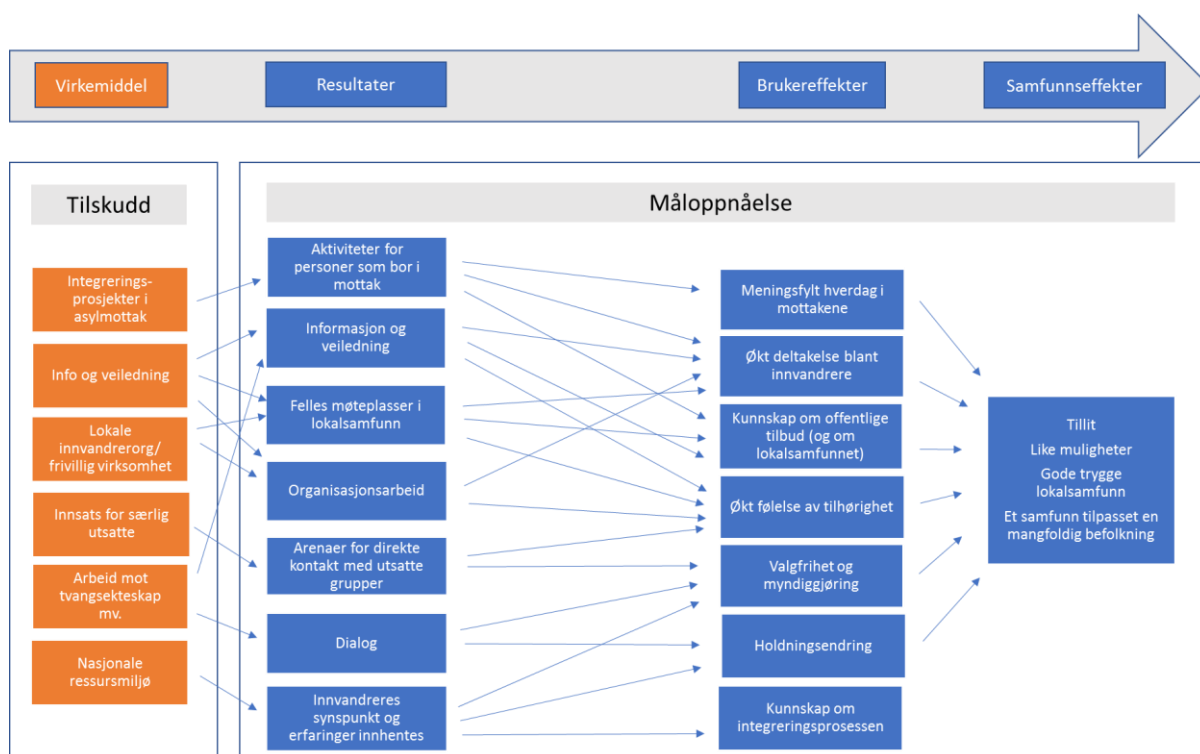 Virkemiddel
Resultater
Brukereffekter
Samfunnseffekter
Tilskudd
Måloppnåelse
Integrerings-
prosjekter i
asylmottak
Info og veiledning
Lokale
innvandrerorg/
frivillig virksomhet
Innsats for særlig
utsatte
Arbeid mot
tvangsekteskap
mv.
Nasjonale
ressursmiljø
Aktiviteter for
personer som bor i
mottak
Informasjon og
veiledning
Felles møteplasser i
lokalsamfunn
Organisasjonsarbeid
Arenaer for direkte
kontakt med utsatte
grupper
Dialog
Innvandreres
synspunkt og
erfaringer innhentes
Meningsfylt hverdag i
mottakene
Økt deltakelse blant
innvandrere
Kunnskap om offentlige
tilbud (og om
lokalsamfunnet)
Økt følelse av tilhørighet
Valgfrihet og
myndiggjøring
Holdningsendring
Kunnskap om
integreringsprosessen
Tillit
Like muligheter
Gode trygge
lokalsamfunn
Et samfunn tilpasset en
mangfoldig befolkning